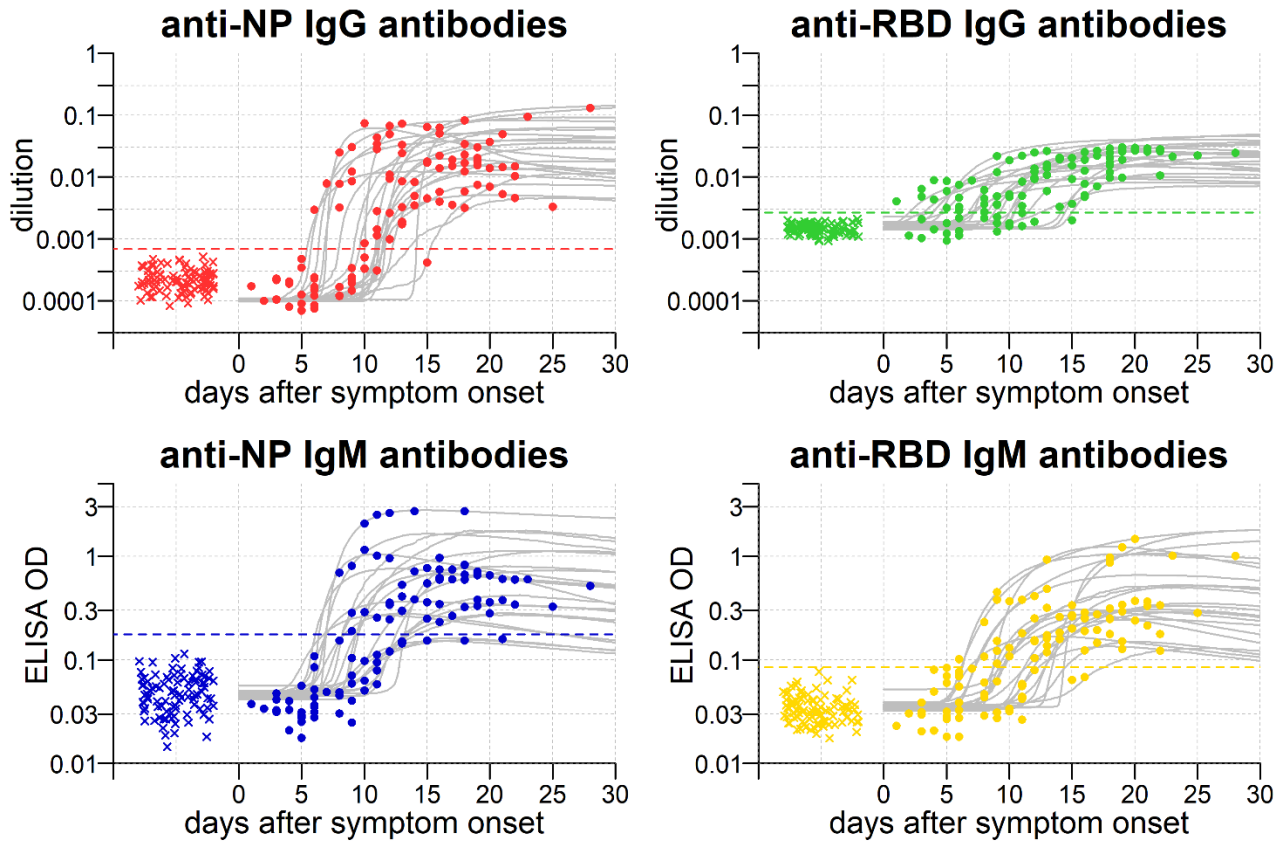 anti-NP IgG antibodies
dilution
1
0.1
0.01
0.001
0.0001
0 5 10 15 20 25 30
days after symptom onset
anti-RBD IgG antibodies
dilution
1
0.1
0.01
0.001
0.0001
0 5 10 15 20 25 30
days after symptom onset
anti-NP IgM antibodies
ELISA OD
3
1
0.3
0.1
0.03
0.01
0 5 10 15 20 25 30
days after symptom onset
anti-RBD IgM antibodies
ELISA OD
3
1
0.3
0.1
0.03
0.01
0 5 10 15 20 25 30
days after symptom onset